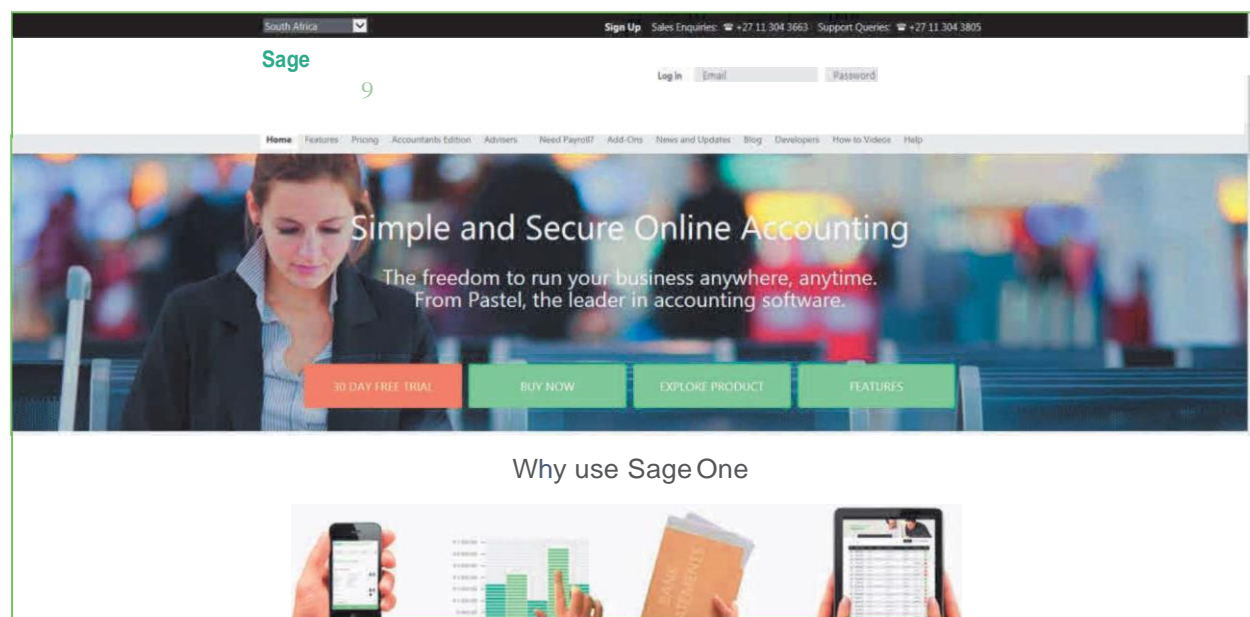 South Africa
Sign Up Sales Enquiries: ☎ +27 11 304 3663 Support Queries: ☎ +27 11 304 3805
Sage
9
Log in Email Password
Home Features Pricing Accountants Edition Advisers Need Payroll? Add-Ons News and Updates Blog Developers How to Videos Help
Simple and Secure Online Accounting
The freedom to run your business anywhere, anytime.
From Pastel, the leader in accounting software.
30 DAY FREE TRIAL BUY NOW EXPLORE PRODUCT FEATURES
Why use Sage One
BANK
STATEMENTS